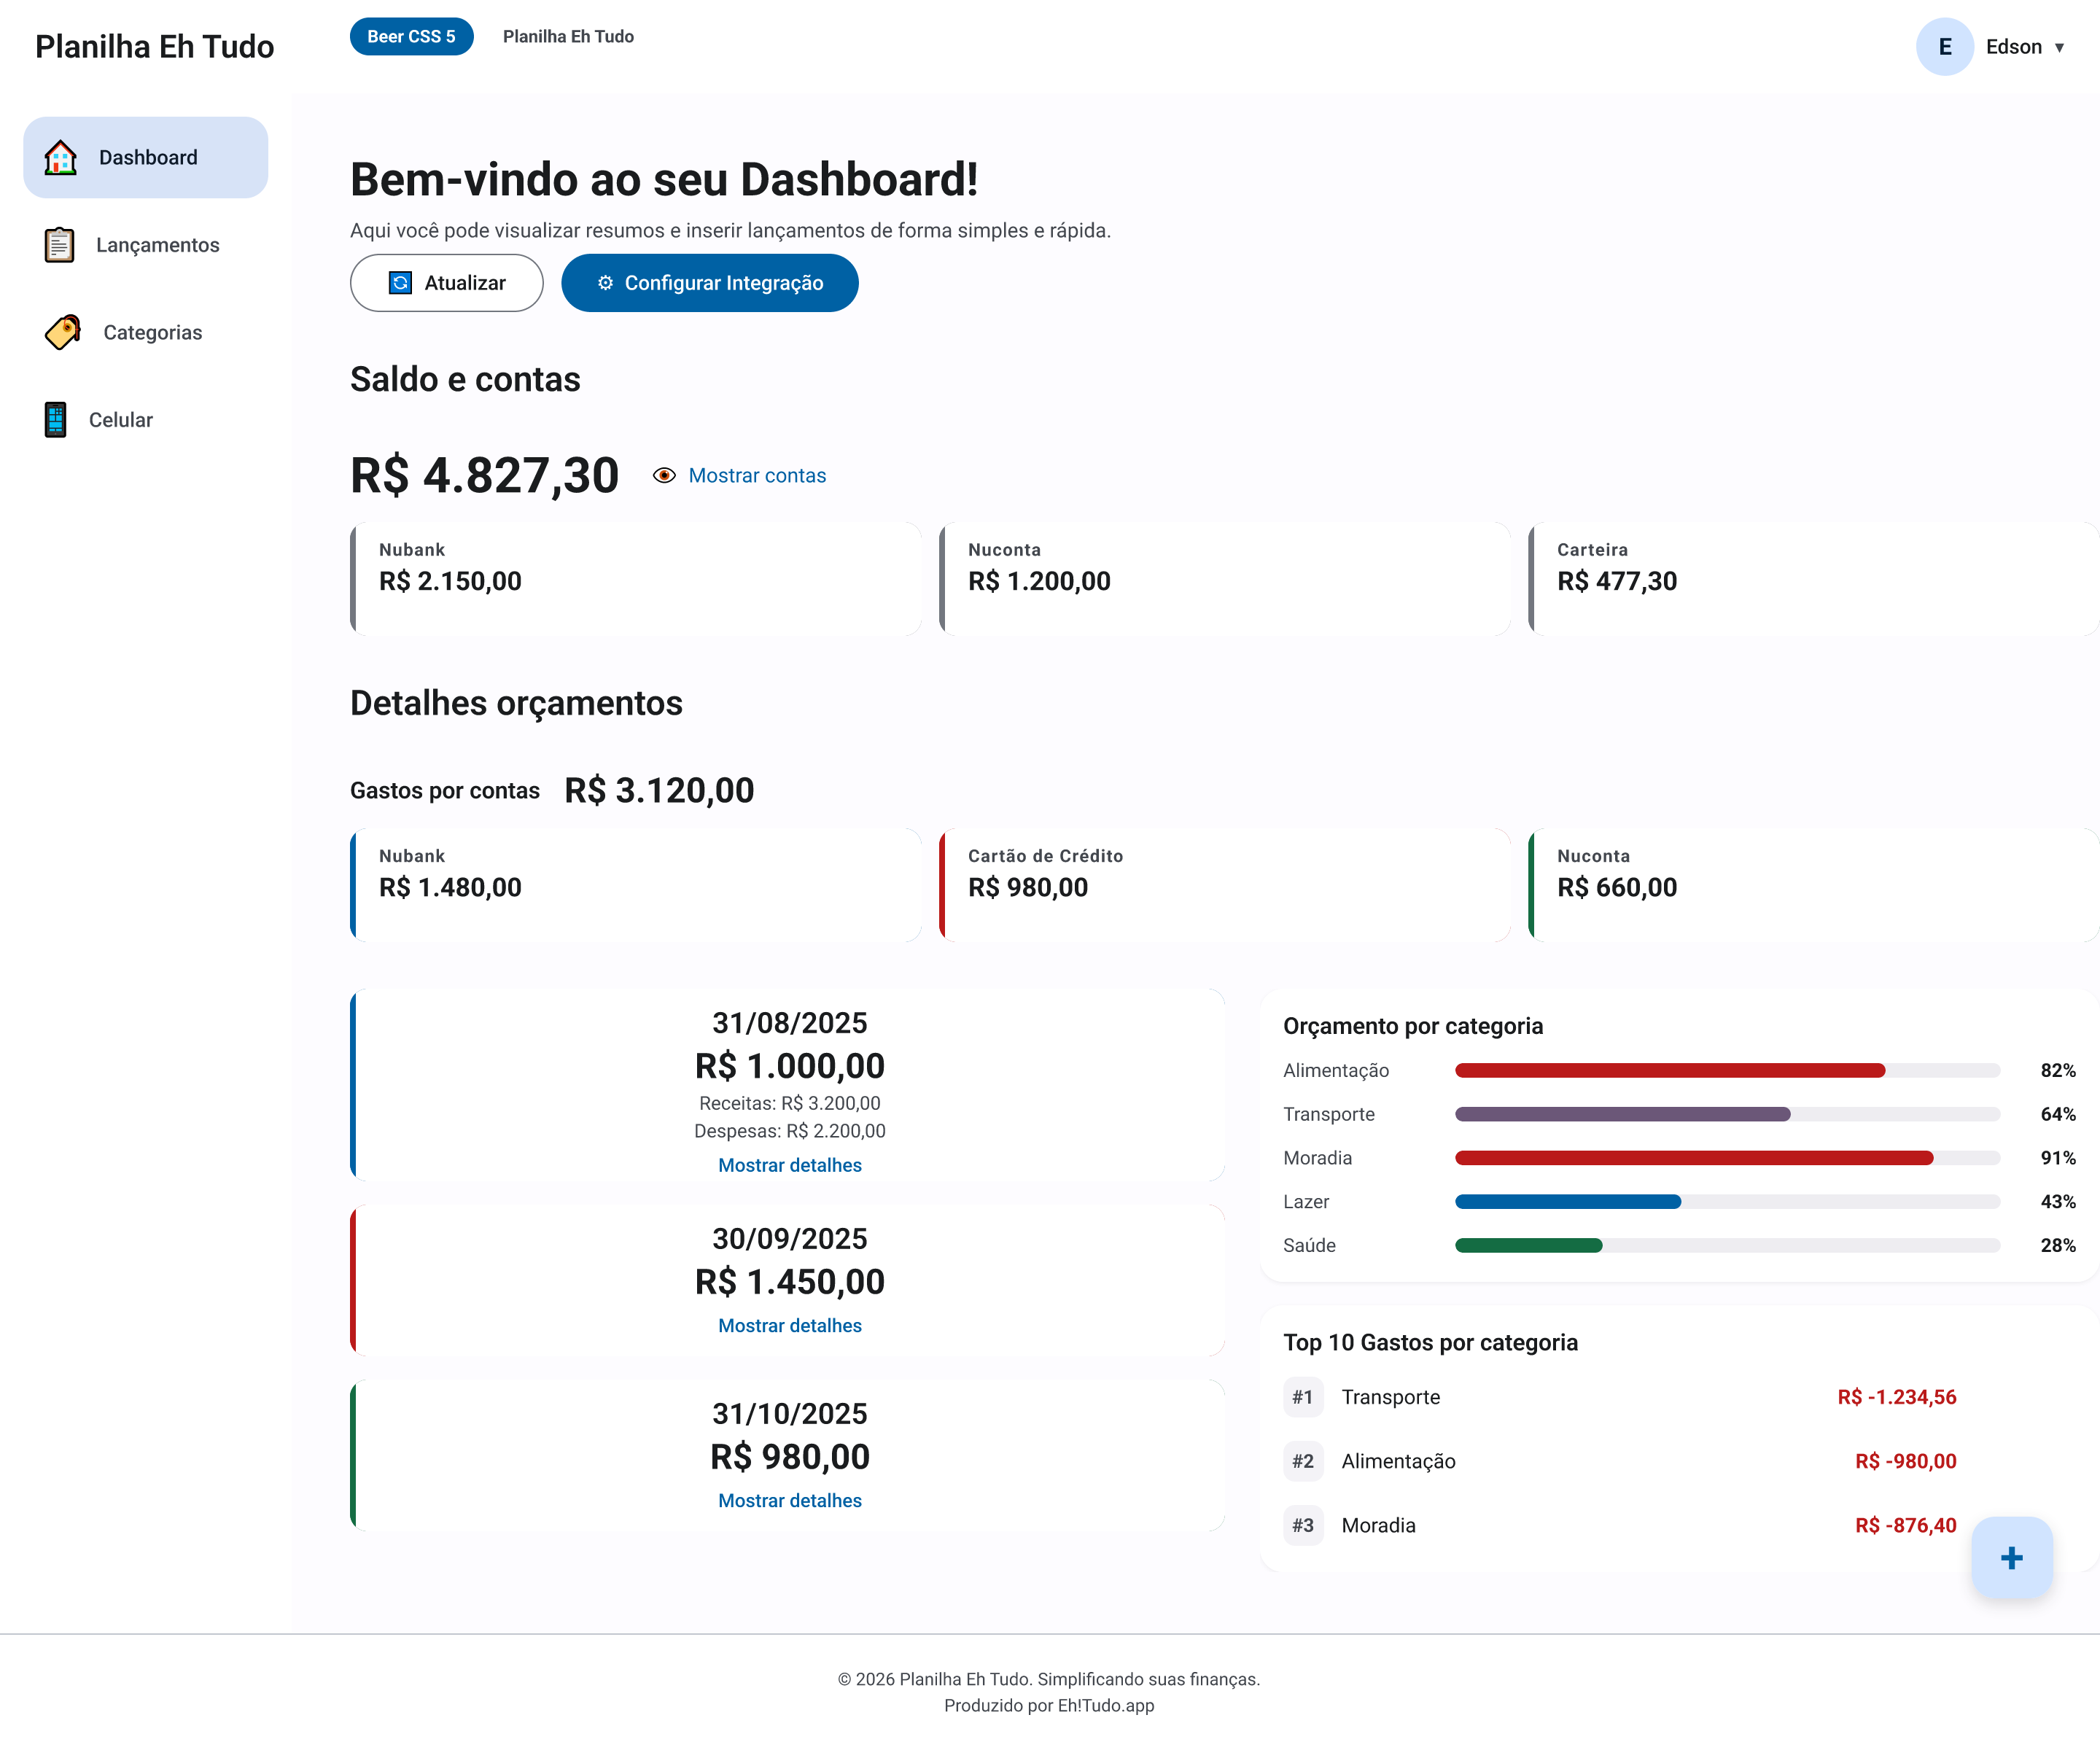 Planilha Eh Tudo
Beer CSS 5
Planilha Eh Tudo
E
Edson ▼
Dashboard
Lançamentos
Categorias
Celular
Bem-vindo ao seu Dashboard!
Aqui você pode visualizar resumos e inserir lançamentos de forma simples e rápida.
Atualizar
Configurar Integração
Saldo e contas
R$ 4.827,30
Mostrar contas
Nubank
R$ 2.150,00
Nuconta
R$ 1.200,00
Carteira
R$ 477,30
Detalhes orçamentos
Gastos por contas R$ 3.120,00
Nubank
R$ 1.480,00
Cartão de Crédito
R$ 980,00
Nuconta
R$ 660,00
31/08/2025
R$ 1.000,00
Receitas: R$ 3.200,00
Despesas: R$ 2.200,00
Mostrar detalhes
30/09/2025
R$ 1.450,00
Mostrar detalhes
31/10/2025
R$ 980,00
Mostrar detalhes
Orçamento por categoria
Alimentação 82%
Transporte 64%
Moradia 91%
Lazer 43%
Saúde 28%
Top 10 Gastos por categoria
#1 Transporte R$ -1.234,56
#2 Alimentação R$ -980,00
#3 Moradia R$ -876,40
+
© 2026 Planilha Eh Tudo. Simplificando suas finanças.
Produzido por Eh!Tudo.app